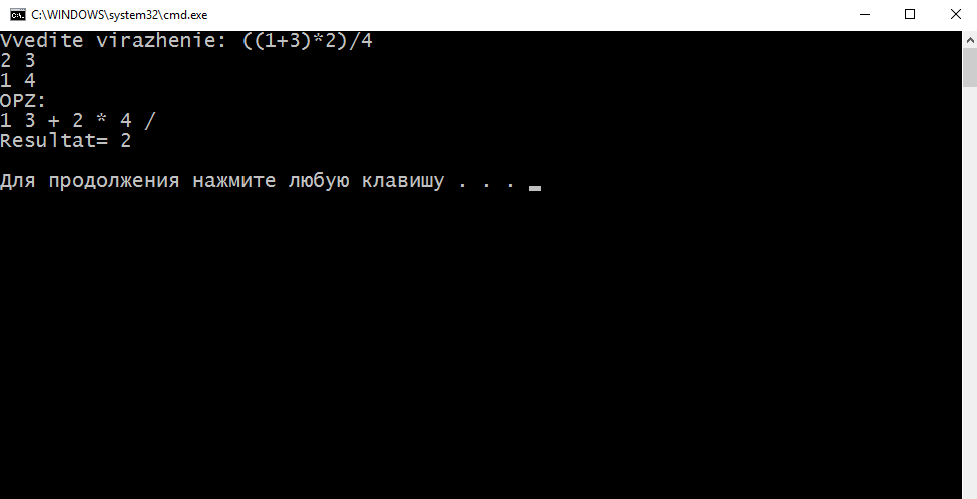 C:\WINDOWS\system32\cmd.exe
Vvedite virazhenie: ((1+3)*2)/4
2 3
1 4
OPZ:
1 3 + 2 * 4 /
Resultat= 2
Для продолжения нажмите любую клавишу . . .